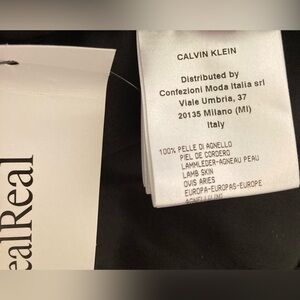 CALVIN KLEIN
Distributed by
Confezioni Moda Italia srl
Viale Umbria, 37
20135 Milano (MI)
Italy
100% PELLE DI AGNELLO
PIEL DE CORDERO
LAMMLEDER-AGNEAU PEAU
LAMB SKIN
OVIS ARIES
EUROPA-EUROPAS-EUROPE
ealReal